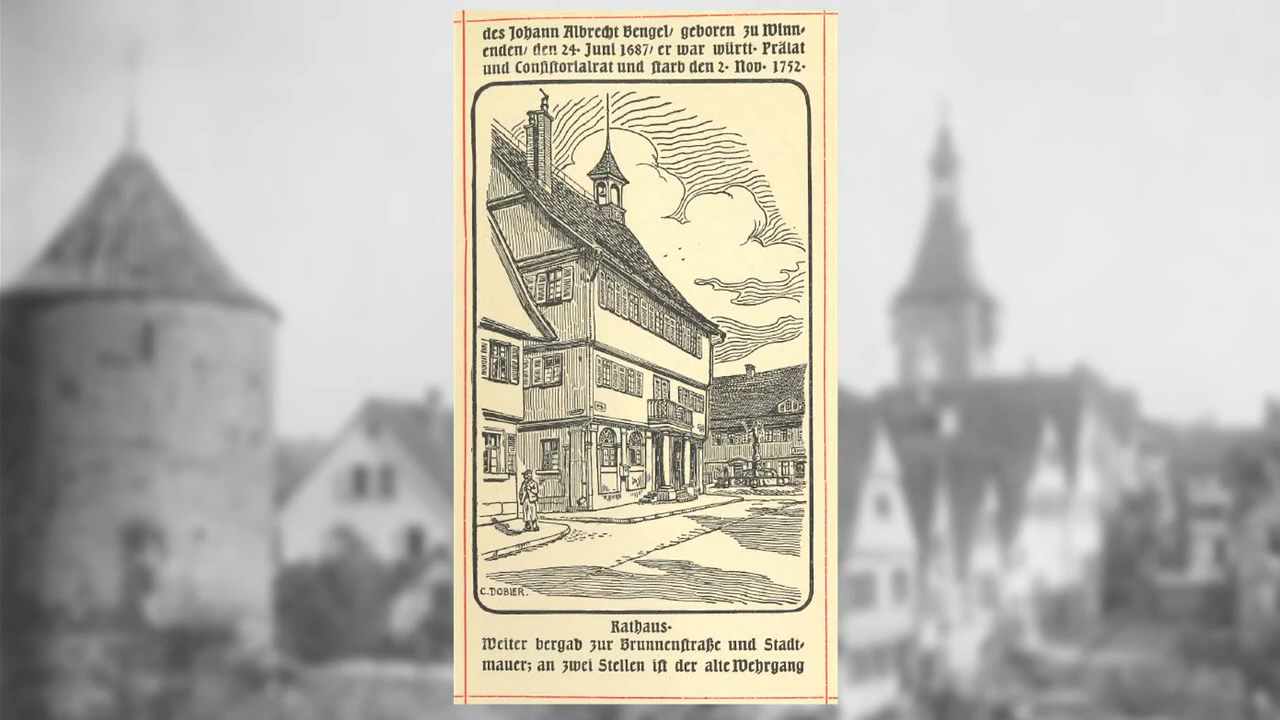 des Johann Albrecht Bengel, geboren zu Winn-
enden, den 24. Juni 1687, er war württ. Prälat
und Consistorialrat und starb den 2. Nov. 1752.
C. DOBLER.
Rathaus.
Weiter bergab zur Brunnenstraße und Stadt-
mauer; an zwei Stellen ist der alte Wehrgang